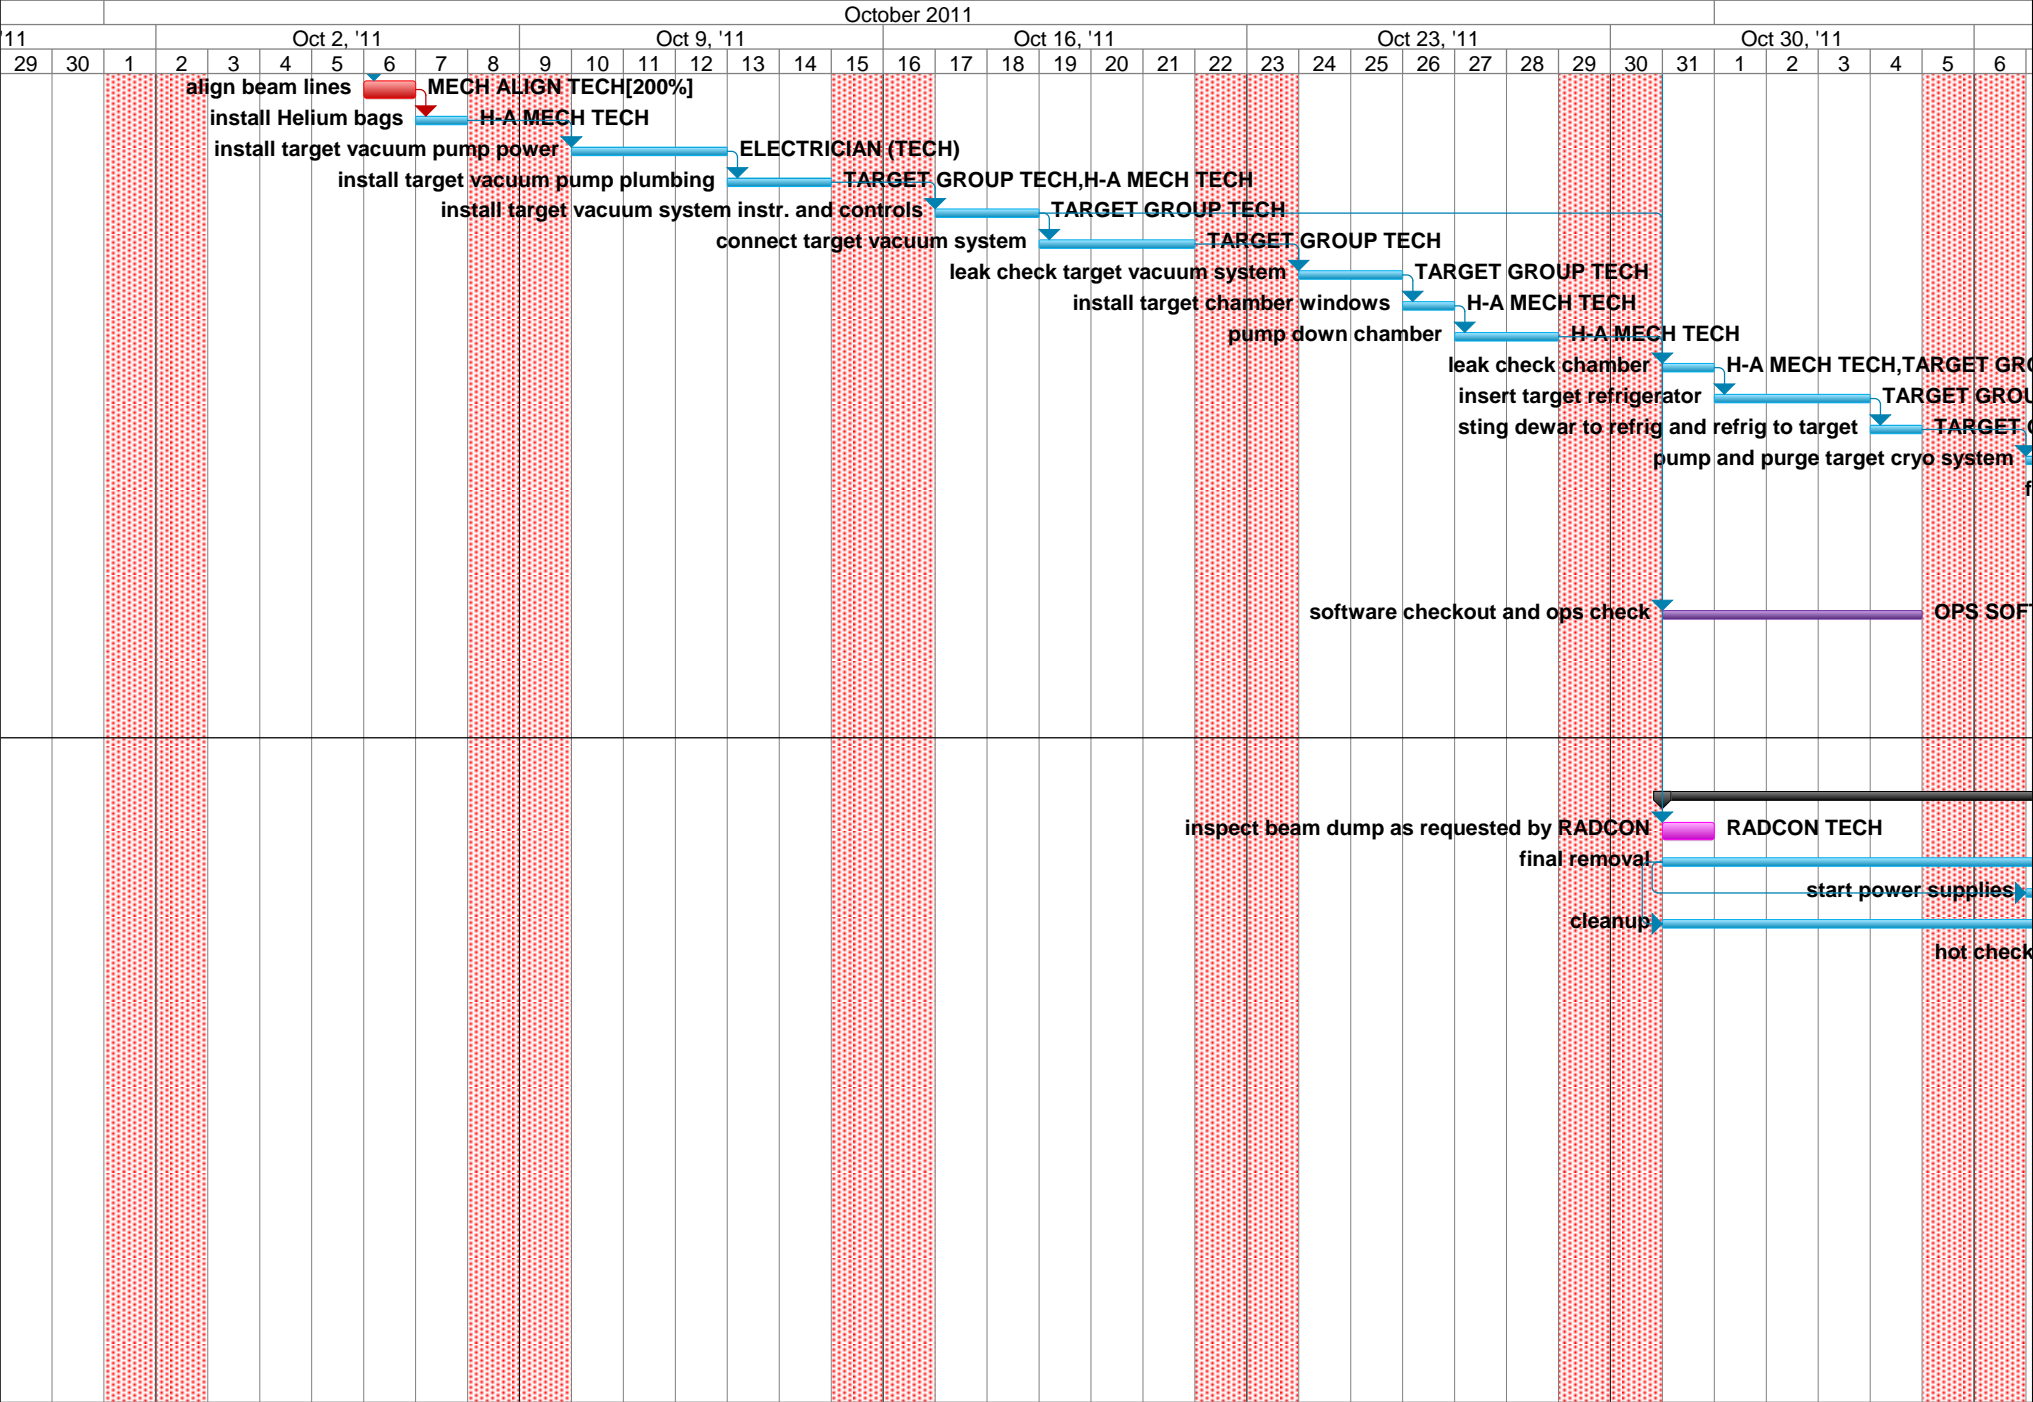 October 2011
'11 Oct 2, '11 Oct 9, '11 Oct 16, '11 Oct 23, '11 Oct 30, '11
29 30 1 2 3 4 5 6 7 8 9 10 11 12 13 14 15 16 17 18 19 20 21 22 23 24 25 26 27 28 29 30 31 1 2 3 4 5 6
align beam lines MECH ALIGN TECH[200%]
install Helium bags H-A MECH TECH
install target vacuum pump power ELECTRICIAN (TECH)
install target vacuum pump plumbing TARGET GROUP TECH,H-A MECH TECH
install target vacuum system instr. and controls TARGET GROUP TECH
connect target vacuum system TARGET GROUP TECH
leak check target vacuum system TARGET GROUP TECH
install target chamber windows H-A MECH TECH
pump down chamber H-A MECH TECH
leak check chamber H-A MECH TECH,TARGET GRO
insert target refrigerator TARGET GROU
sting dewar to refrig and refrig to target TARGET
pump and purge target cryo system
f
software checkout and ops check OPS SOFT
inspect beam dump as requested by RADCON RADCON TECH
final removal
start power supplies
cleanup
hot check